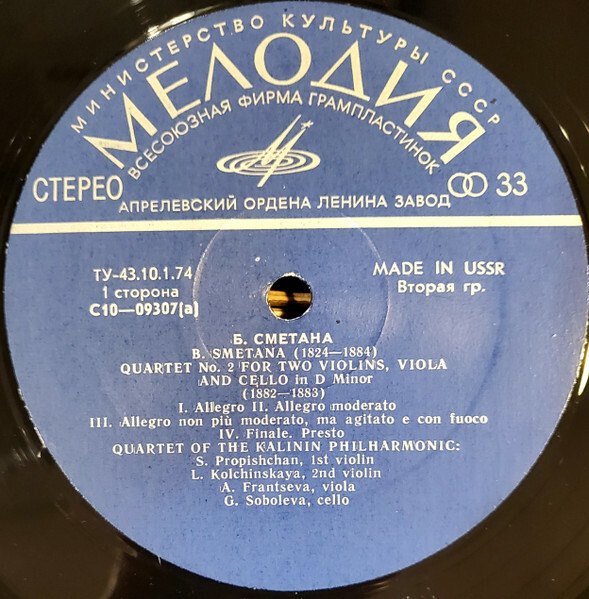 МИНИСТЕРСТВО КУЛЬТУРЫ СССР
МЕЛОДИЯ
ВСЕСОЮЗНАЯ ФИРМА ГРАМПЛАСТИНОК
СТЕРЕО
33
АПРЕЛЕВСКИЙ ОРДЕНА ЛЕНИНА ЗАВОД
ТУ-43.10.1.74
MADE IN USSR
1 сторона
Вторая гр.
С10—09307(а)
Б. СМЕТАНА
B. SMETANA (1824—1884)
QUARTET No. 2 FOR TWO VIOLINS, VIOLA
AND CELLO in D Minor
(1882—1883)
I. Allegro II. Allegro moderato
III. Allegro non più moderato, ma agitato e con fuoco
IV. Finale. Presto
QUARTET OF THE KALININ PHILHARMONIC:
S. Propishchan, 1st violin
L. Kolchinskaya, 2nd violin
A. Frantseva, viola
G. Soboleva, cello